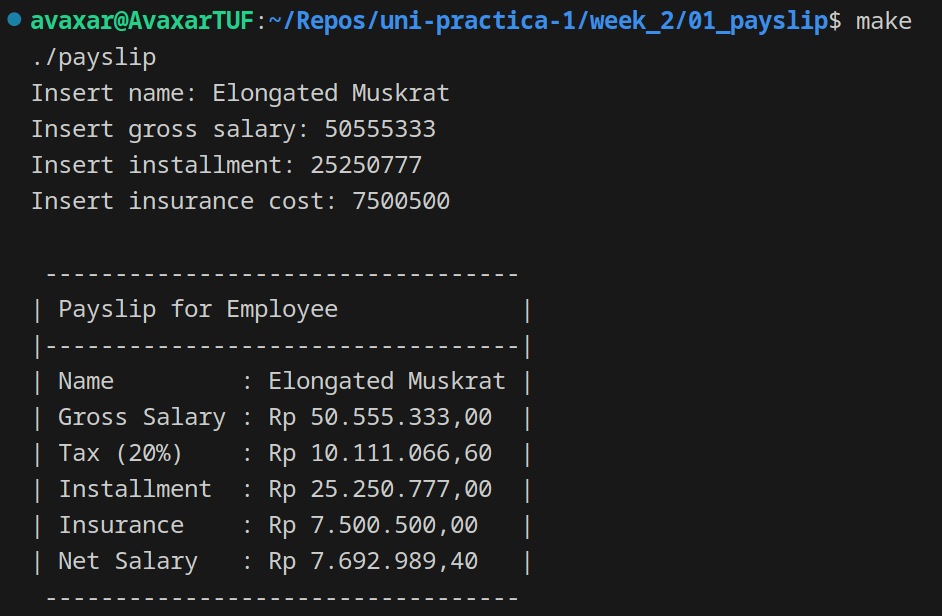 avaxar@AvaxarTUF:~/Repos/uni-practica-1/week_2/01_payslip$ make
./payslip
Insert name: Elongated Muskrat
Insert gross salary: 50555333
Insert installment: 25250777
Insert insurance cost: 7500500

 ----------------------------------
| Payslip for Employee             |
|----------------------------------|
| Name         : Elongated Muskrat |
| Gross Salary : Rp 50.555.333,00  |
| Tax (20%)    : Rp 10.111.066,60  |
| Installment  : Rp 25.250.777,00  |
| Insurance    : Rp 7.500.500,00   |
| Net Salary   : Rp 7.692.989,40   |
 ----------------------------------